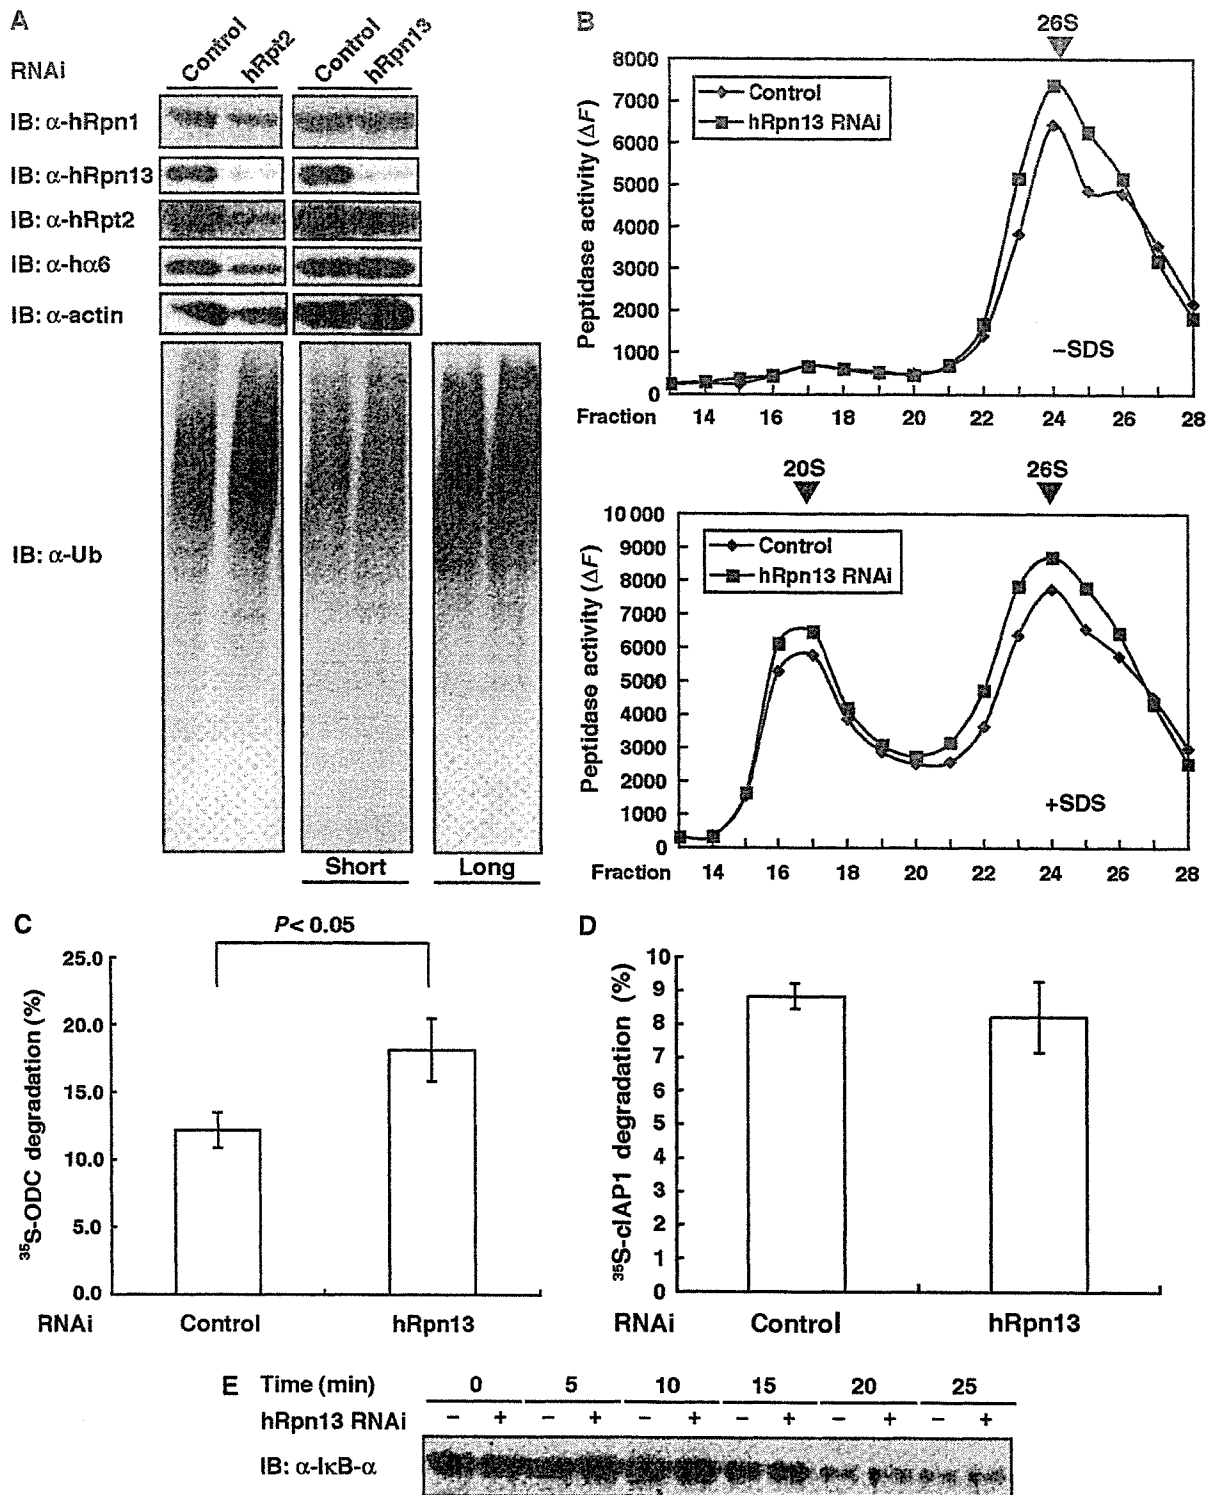 A
RNAi
Control
hRpt2
Control
hRpn13
IB: α-hRpn1
IB: α-hRpn13
IB: α-hRpt2
IB: α-hα6
IB: α-actin
IB: α-Ub
Short
Long
B
26S
Peptidase activity (ΔF)
8000
7000
6000
5000
4000
3000
2000
1000
0
Control
hRpn13 RNAi
–SDS
Fraction 14 16 18 20 22 24 26 28
20S
26S
Peptidase activity (ΔF)
10 000
9000
8000
7000
6000
5000
4000
3000
2000
1000
0
Control
hRpn13 RNAi
+SDS
Fraction 14 16 18 20 22 24 26 28
C
P< 0.05
³⁵S-ODC degradation (%)
25.0
20.0
15.0
10.0
5.0
0.0
RNAi Control hRpn13
D
³⁵S-cIAP1 degradation (%)
10
9
8
7
6
5
4
3
2
1
0
RNAi Control hRpn13
E Time (min) 0 5 10 15 20 25
hRpn13 RNAi – + – + – + – + – + – +
IB: α-IκB-α